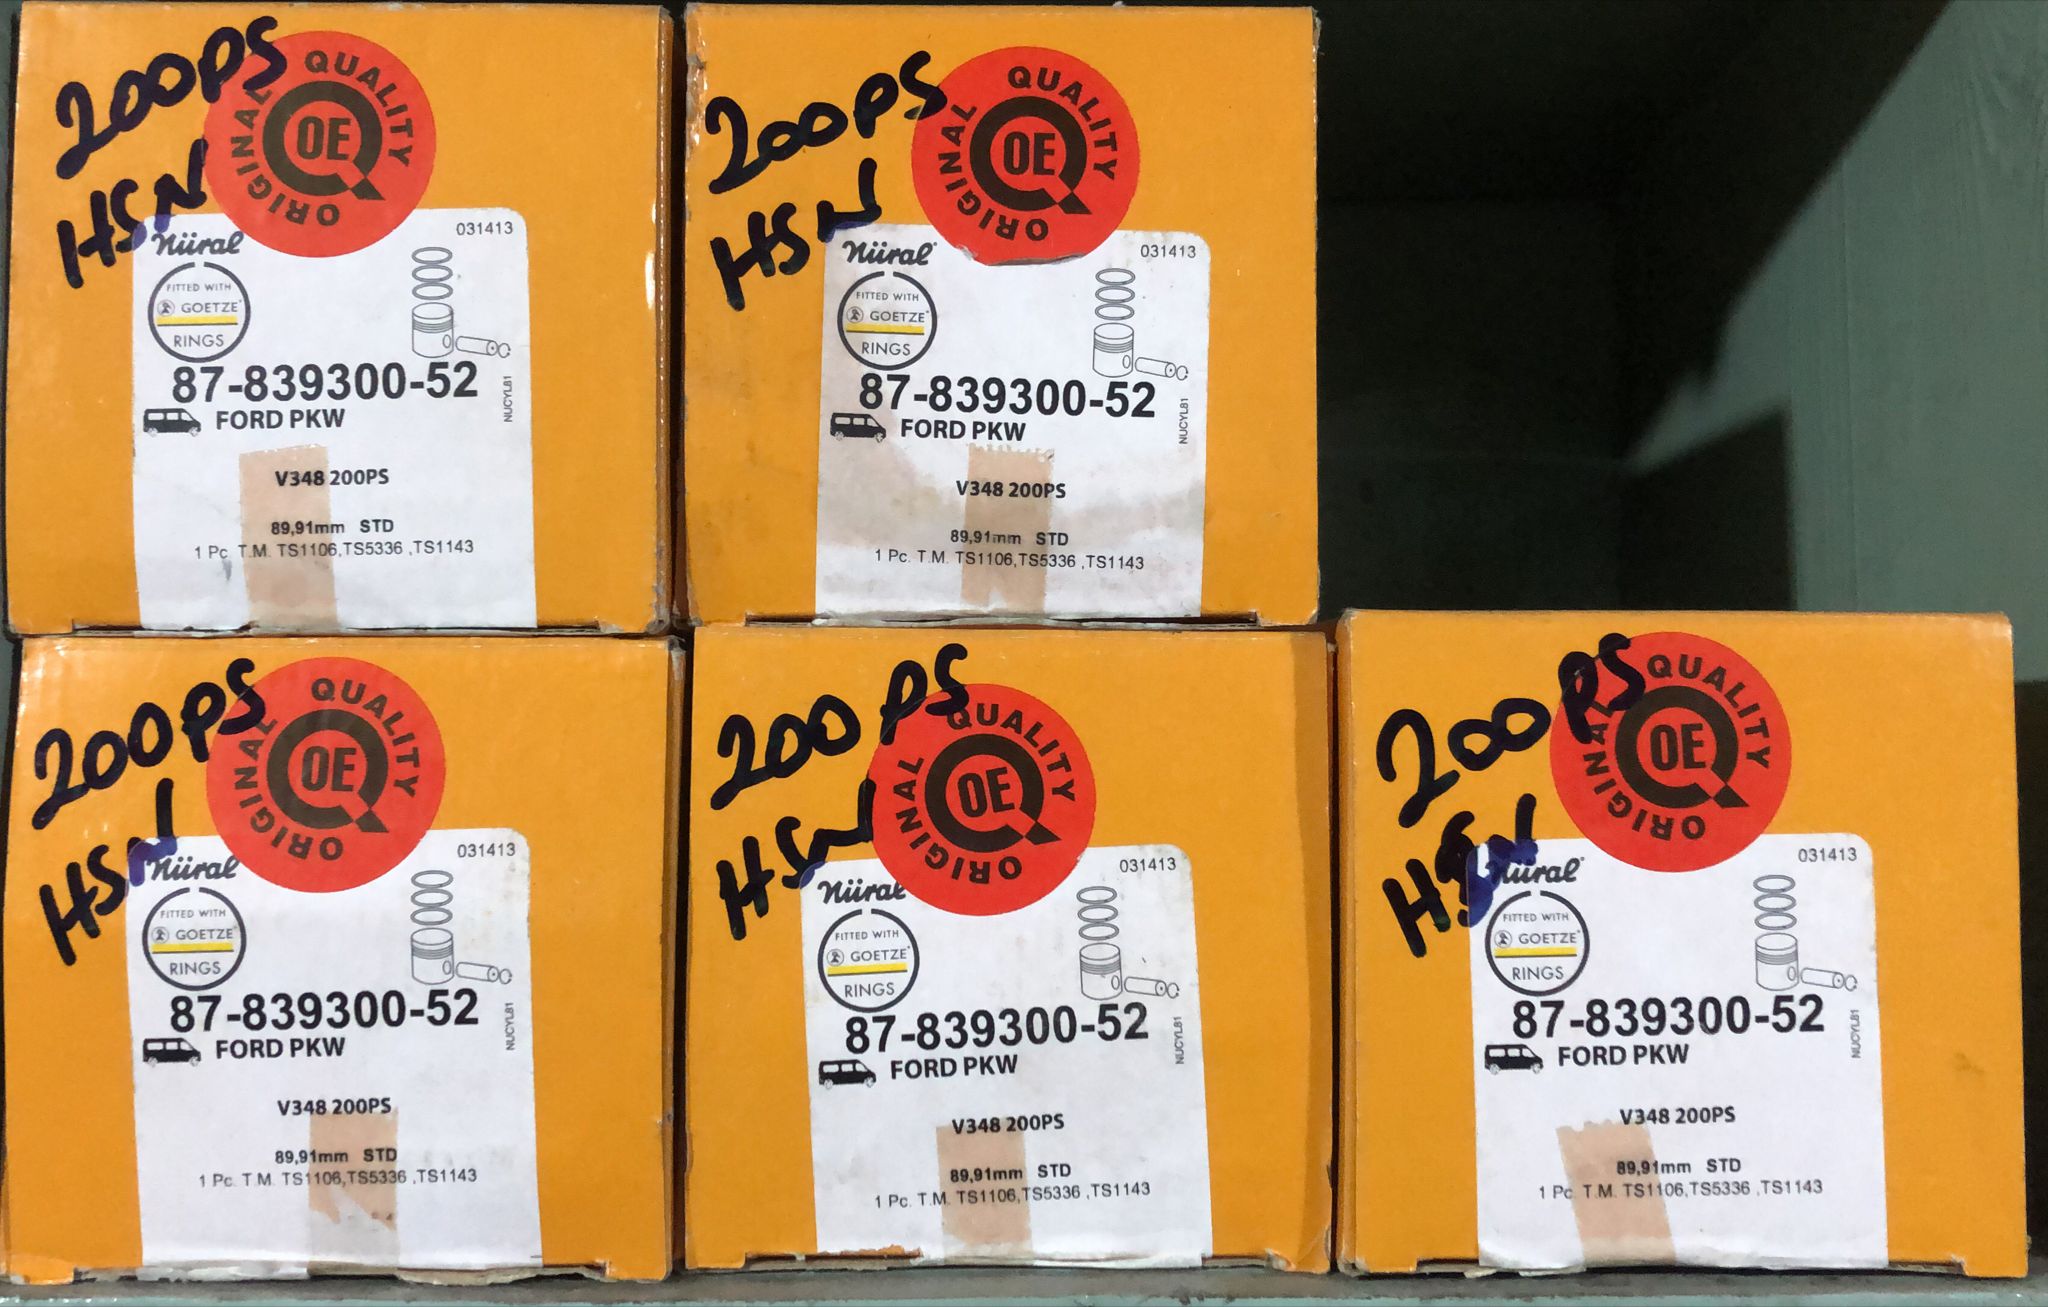 200PS
HSN
ORIGINAL QUALITY
OE
Nüral
031413
FITTED WITH
GOETZE
RINGS
87-839300-52
FORD PKW
NUCYL81
V348 200PS
89,91mm STD
1 Pc. T.M. TS1106,TS5336 ,TS1143
200PS
HSN
ORIGINAL QUALITY
OE
Nüral
031413
FITTED WITH
GOETZE
RINGS
87-839300-52
FORD PKW
NUCYL81
V348 200PS
89,91mm STD
1 Pc. T.M. TS1106,TS5336 ,TS1143
200PS
HSN
ORIGINAL QUALITY
OE
Nüral
031413
FITTED WITH
GOETZE
RINGS
87-839300-52
FORD PKW
NUCYL81
V348 200PS
89,91mm STD
1 Pc. T.M. TS1106,TS5336 ,TS1143
200PS
HSN
ORIGINAL QUALITY
OE
Nüral
031413
FITTED WITH
GOETZE
RINGS
87-839300-52
FORD PKW
NUCYL81
V348 200PS
89,91mm STD
1 Pc. T.M. TS1106,TS5336 ,TS1143
200PS
HSN
ORIGINAL QUALITY
OE
Nüral
031413
FITTED WITH
GOETZE
RINGS
87-839300-52
FORD PKW
NUCYL81
V348 200PS
89,91mm STD
1 Pc. T.M. TS1106,TS5336 ,TS1143